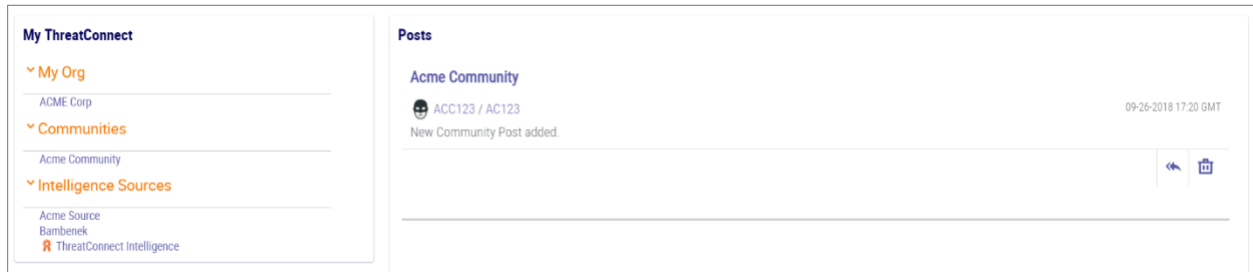 My ThreatConnect
My Org
ACME Corp
Communities
Acme Community
Intelligence Sources
Acme Source
Bambenek
ThreatConnect Intelligence
Posts
Acme Community
ACC123 / AC123
09-26-2018 17:20 GMT
New Community Post added.